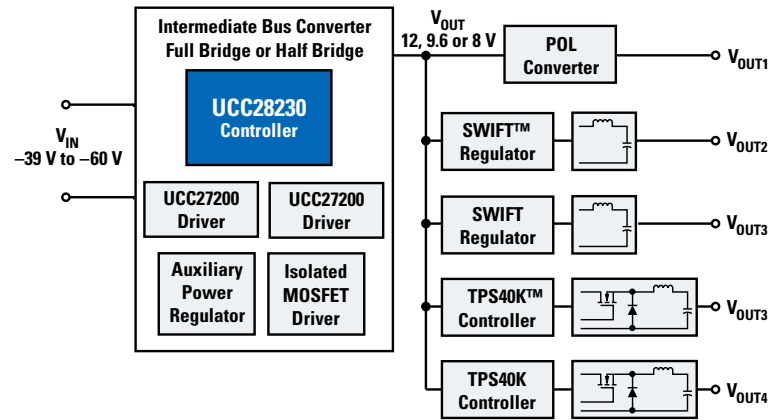 Intermediate Bus Converter
Full Bridge or Half Bridge
UCC28230
Controller
UCC27200
Driver
UCC27200
Driver
Auxiliary
Power
Regulator
Isolated
MOSFET
Driver
VIN
–39 V to –60 V
VOUT
12, 9.6 or 8 V
POL
Converter
VOUT1
SWIFT™
Regulator
VOUT2
SWIFT
Regulator
VOUT3
TPS40K™
Controller
VOUT3
TPS40K
Controller
VOUT4